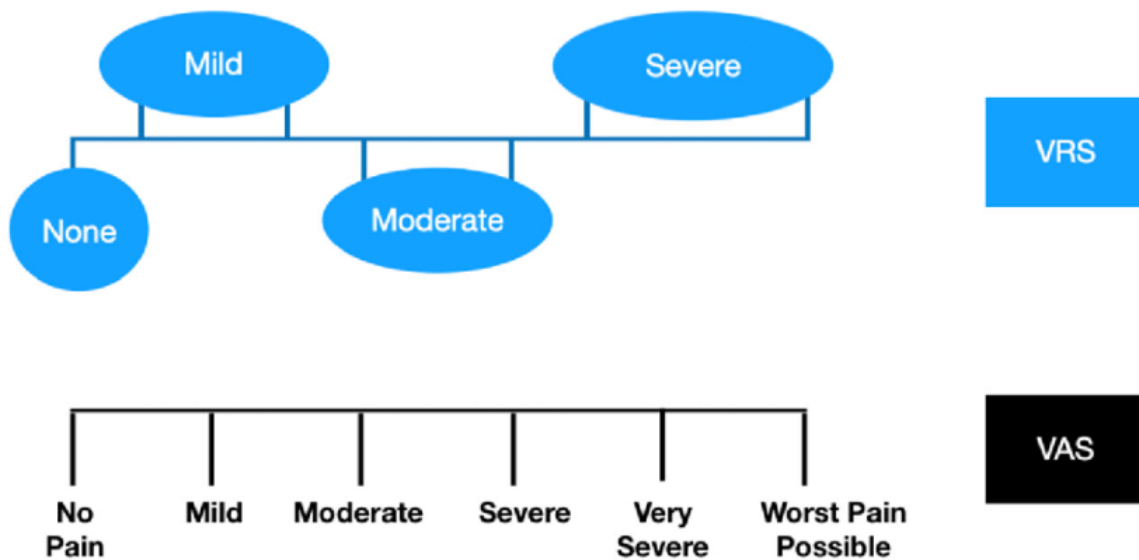 Mild
Severe
VRS
None
Moderate
VAS
No
Pain
Mild
Moderate
Severe
Very
Severe
Worst Pain
Possible